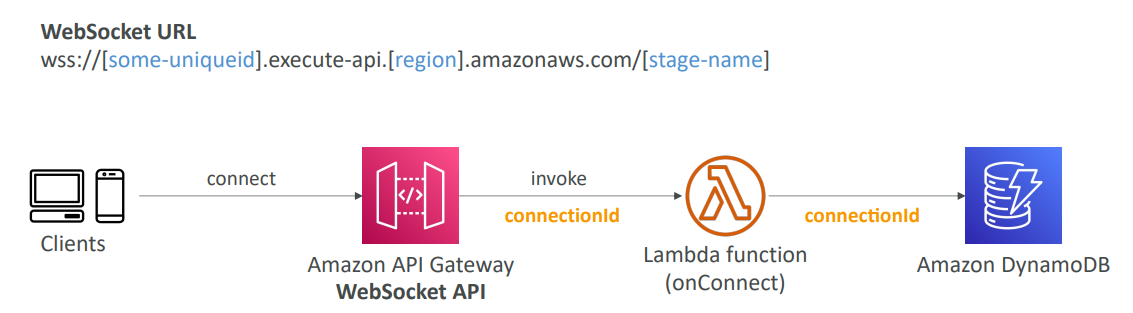 WebSocket URL
wss://[some-uniqueid].execute-api.[region].amazonaws.com/[stage-name]
connect
invoke
connectionId
connectionId
</>
Clients
Amazon API Gateway
WebSocket API
Lambda function
(onConnect)
Amazon DynamoDB